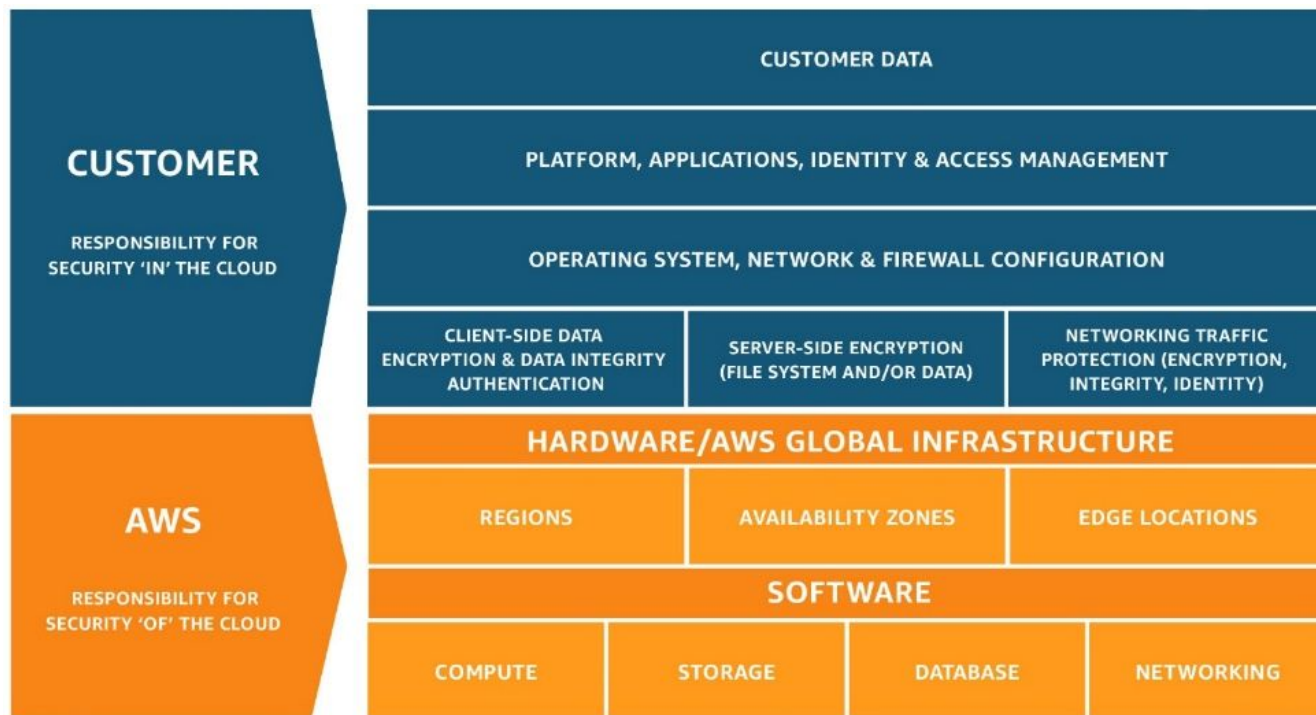 CUSTOMER
RESPONSIBILITY FOR
SECURITY ‘IN’ THE CLOUD
CUSTOMER DATA
PLATFORM, APPLICATIONS, IDENTITY & ACCESS MANAGEMENT
OPERATING SYSTEM, NETWORK & FIREWALL CONFIGURATION
CLIENT-SIDE DATA
ENCRYPTION & DATA INTEGRITY
AUTHENTICATION
SERVER-SIDE ENCRYPTION
(FILE SYSTEM AND/OR DATA)
NETWORKING TRAFFIC
PROTECTION (ENCRYPTION,
INTEGRITY, IDENTITY)
AWS
RESPONSIBILITY FOR
SECURITY ‘OF’ THE CLOUD
HARDWARE/AWS GLOBAL INFRASTRUCTURE
REGIONS
AVAILABILITY ZONES
EDGE LOCATIONS
SOFTWARE
COMPUTE
STORAGE
DATABASE
NETWORKING